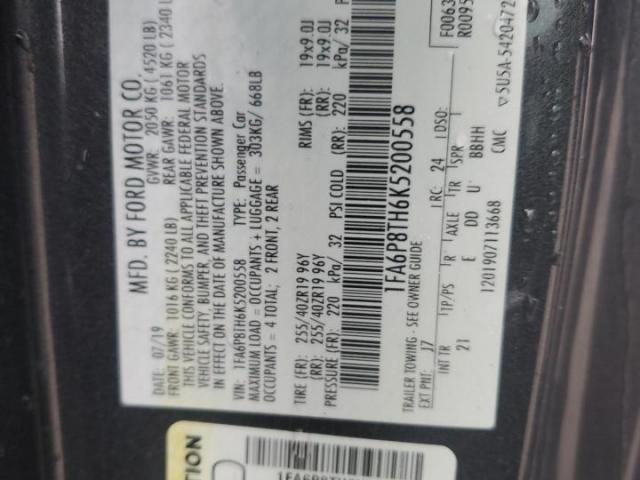 MFD. BY FORD MOTOR CO.
DATE: 07/19 GVWR: 2050 KG ( 4520 LB)
FRONT GAWR: 1016 KG ( 2240 LB) REAR GAWR: 1061 KG ( 2340 LB)
THIS VEHICLE CONFORMS TO ALL APPLICABLE FEDERAL MOTOR
VEHICLE SAFETY, BUMPER, AND THEFT PREVENTION STANDARDS
IN EFFECT ON THE DATE OF MANUFACTURE SHOWN ABOVE.
VIN: 1FA6P8TH6K5200558 TYPE: Passenger Car
MAXIMUM LOAD = OCCUPANTS + LUGGAGE = 303KG/ 668LB
OCCUPANTS = 4 TOTAL; 2 FRONT, 2 REAR
TIRE (FR): 255/40ZR19 96Y RIMS (FR): 19x9.0J
(RR): 255/40ZR19 96Y (RR): 19x9.0J
PRESSURE (FR): 220 kPa/ 32 PSI COLD (RR): 220 kPa/ 32
1FA6P8TH6K5200558
F0063
R0095
TRAILER TOWING - SEE OWNER GUIDE
EXT PNT: J7 RC: 24 DSO:
INT TR TP/PS R AXLE TR SPR
21 E DD U BBHH
1201907113668 CMC ▽5U5A-5420472
TION